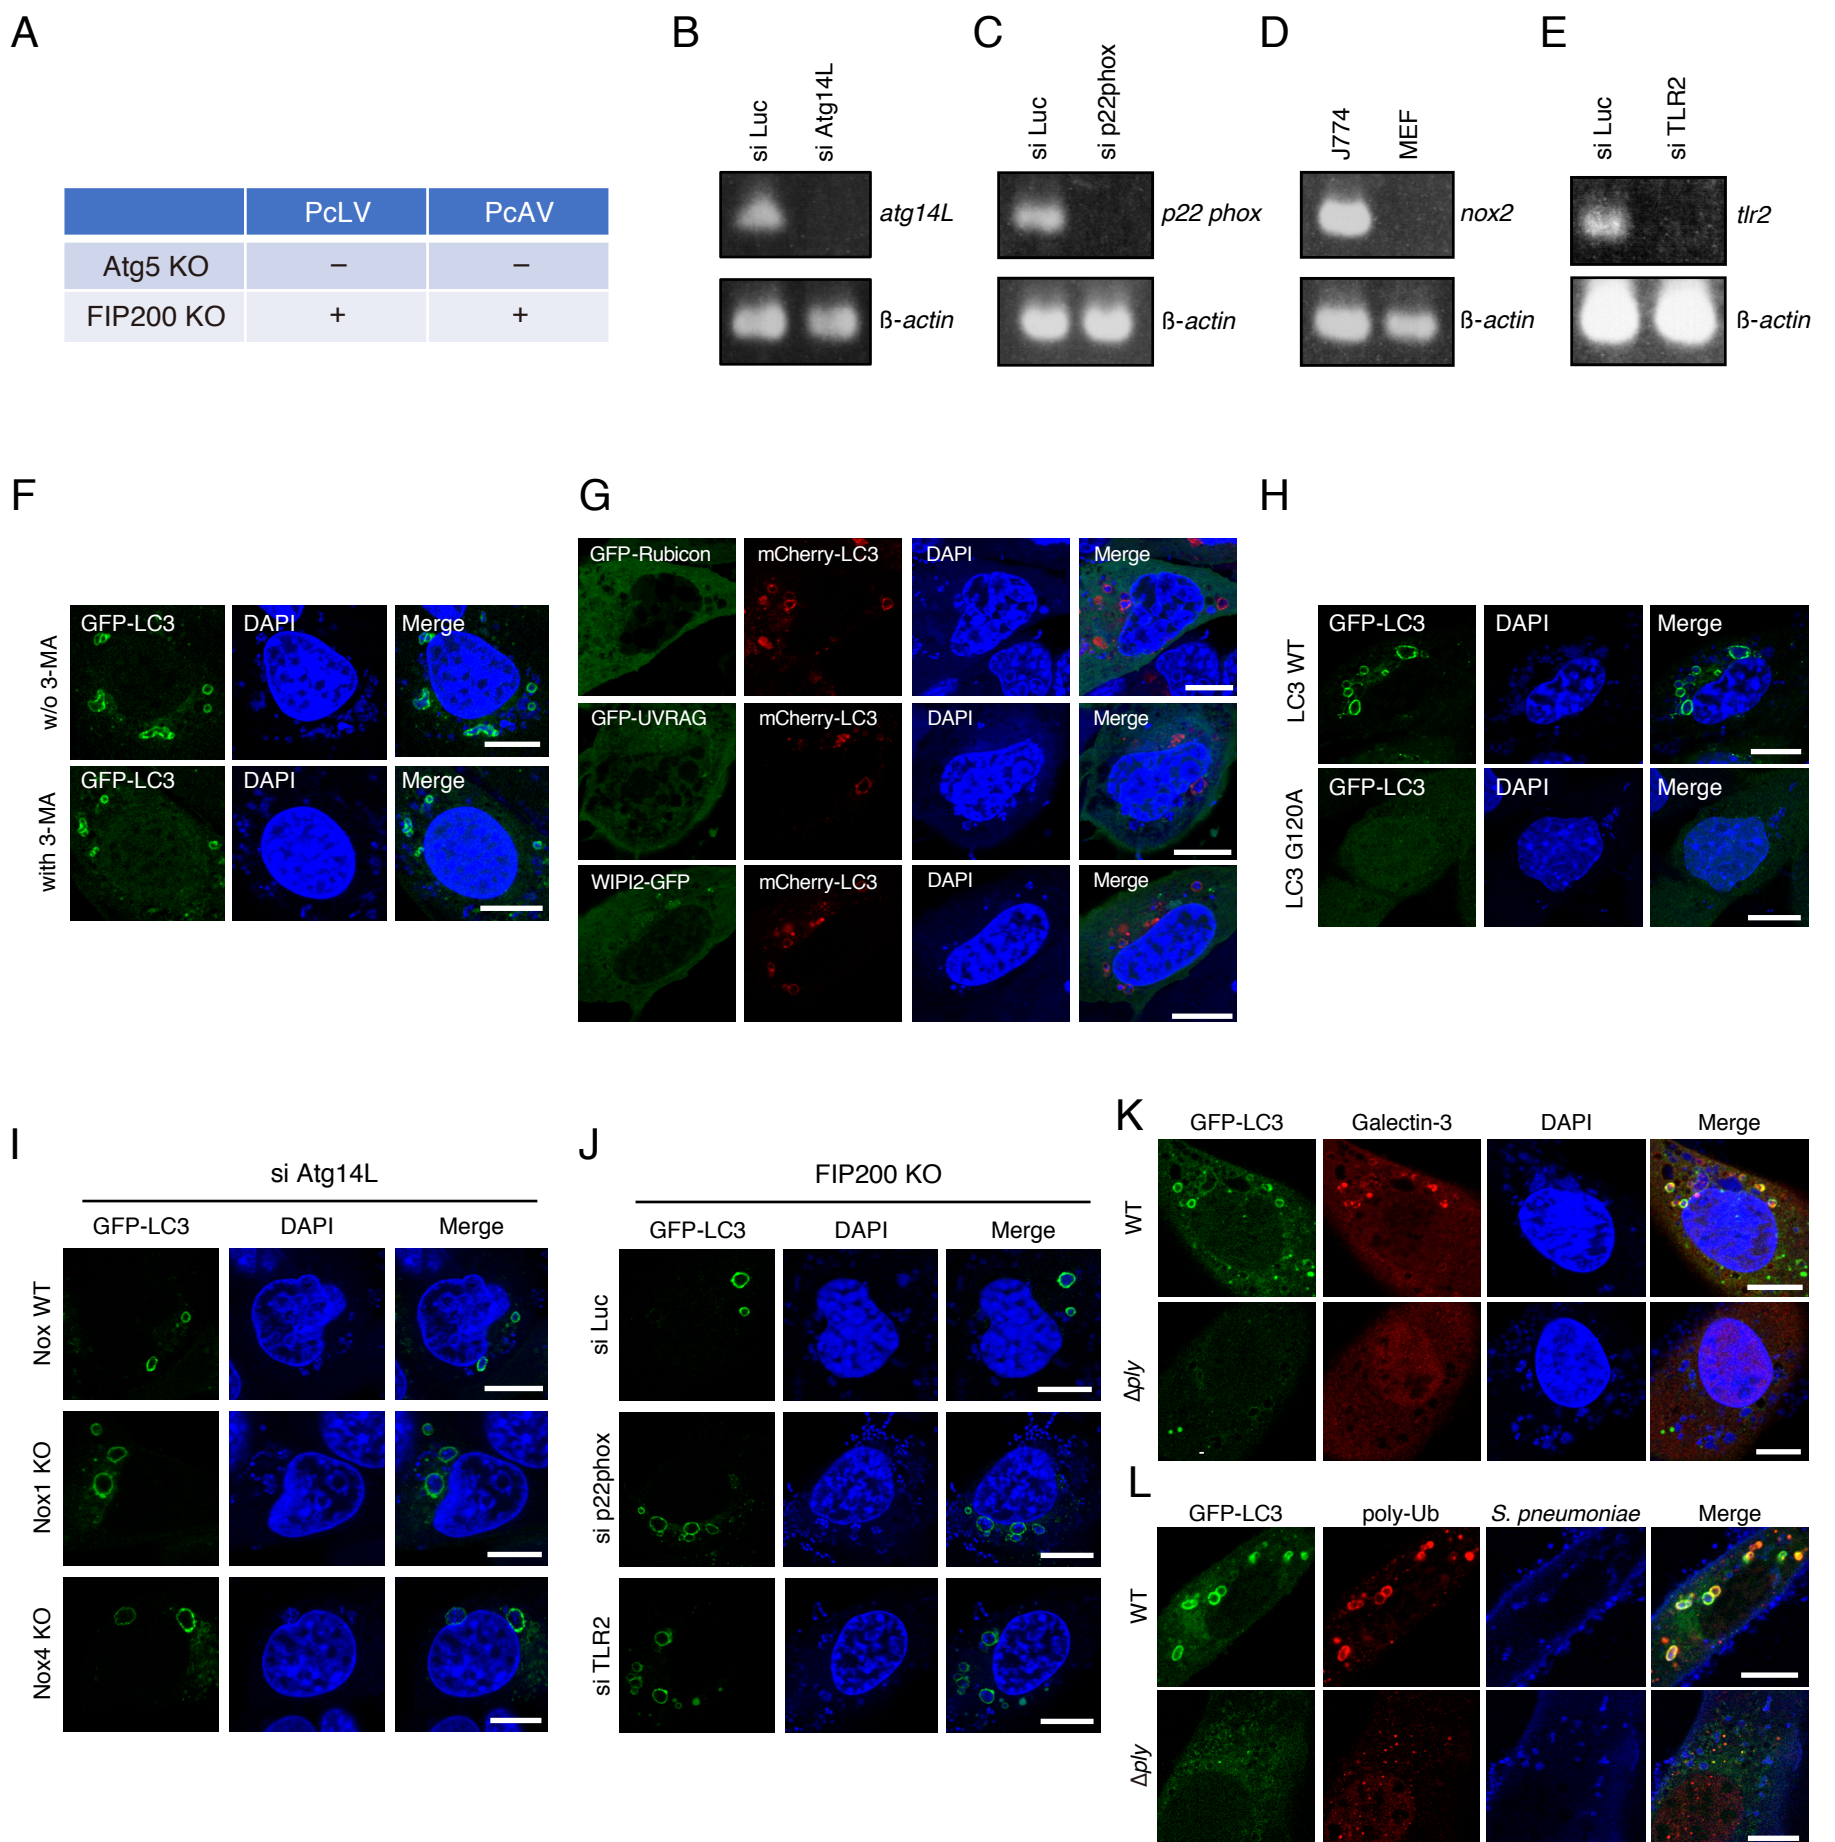 A
PcLV PcAV
Atg5 KO – –
FIP200 KO + +
B
si Luc
si Atg14L
atg14L
ß-actin
C
si Luc
si p22phox
p22 phox
ß-actin
D
J774
MEF
nox2
ß-actin
E
si Luc
si TLR2
tlr2
ß-actin
F
w/o 3-MA
GFP-LC3 DAPI Merge
with 3-MA
GFP-LC3 DAPI Merge
G
GFP-Rubicon mCherry-LC3 DAPI Merge
GFP-UVRAG mCherry-LC3 DAPI Merge
WIPI2-GFP mCherry-LC3 DAPI Merge
H
LC3 WT
GFP-LC3 DAPI Merge
LC3 G120A
GFP-LC3 DAPI Merge
I
si Atg14L
GFP-LC3 DAPI Merge
Nox WT
Nox1 KO
Nox4 KO
J
FIP200 KO
GFP-LC3 DAPI Merge
si Luc
si p22phox
si TLR2
K
GFP-LC3 Galectin-3 DAPI Merge
WT
Δply
L
GFP-LC3 poly-Ub S. pneumoniae Merge
WT
Δply